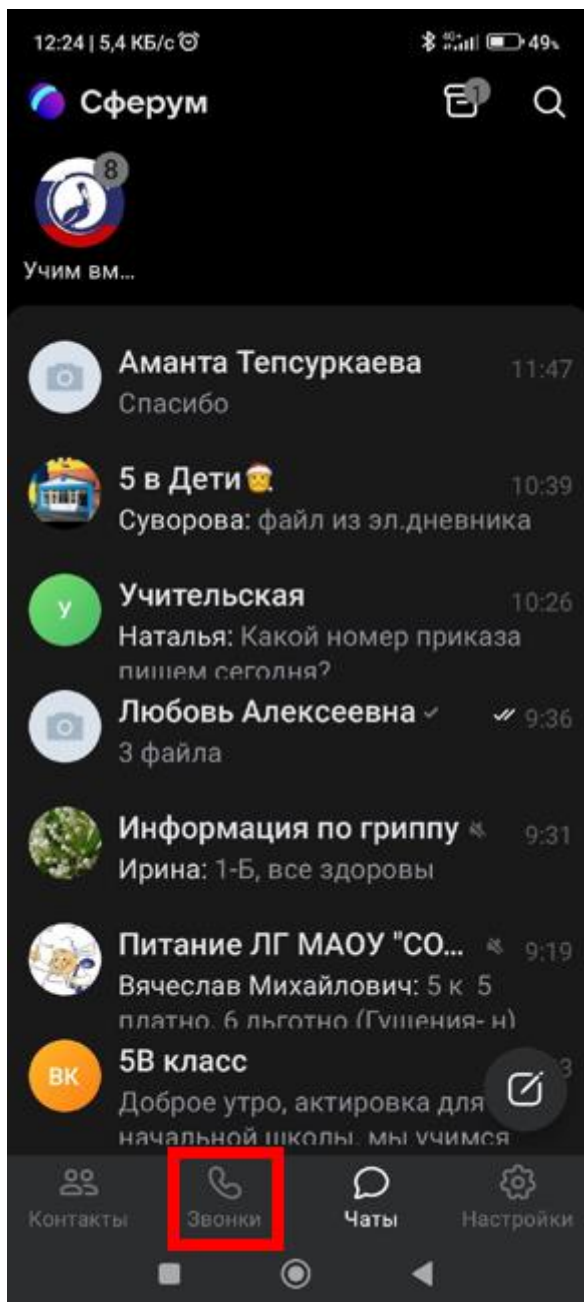 12:24 | 5,4 КБ/с
4G+
49%
Сферум
1
8
Учим вм...
Аманта Тепсуркаева
11:47
Спасибо
5 в Дети
10:39
Суворова: файл из эл.дневника
У
Учительская
10:26
Наталья: Какой номер приказа
пишем сегодня?
Любовь Алексеевна
9:36
3 файла
Информация по гриппу
9:31
Ирина: 1-Б, все здоровы
Питание ЛГ МАОУ "СО...
9:19
Вячеслав Михайлович: 5 к 5
платно. 6 льготно (Гущения- н)
ВК
5В класс
Доброе утро, актировка для
начальной школы. мы учимся
Контакты
Звонки
Чаты
Настройки